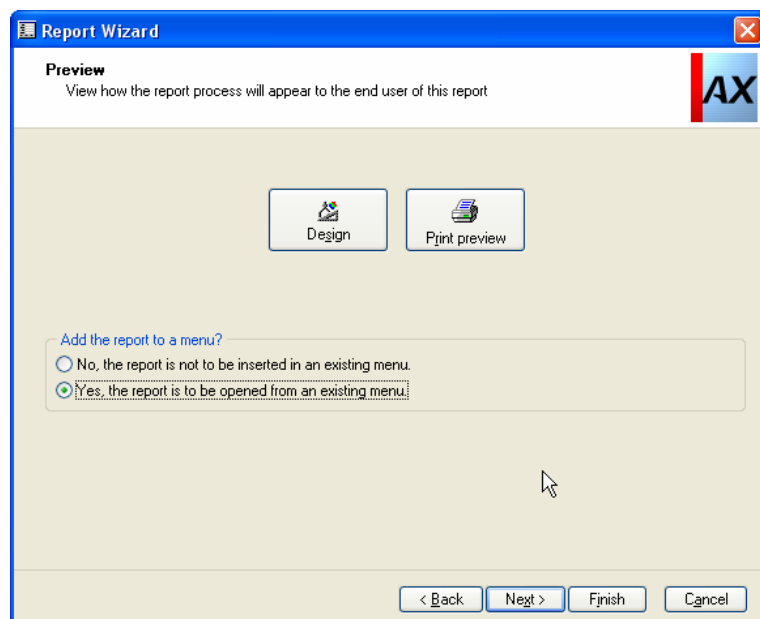 Report Wizard
Preview
View how the report process will appear to the end user of this report
AX
Design
Print preview
Add the report to a menu?
No, the report is not to be inserted in an existing menu.
Yes, the report is to be opened from an existing menu.
< Back Next > Finish Cancel